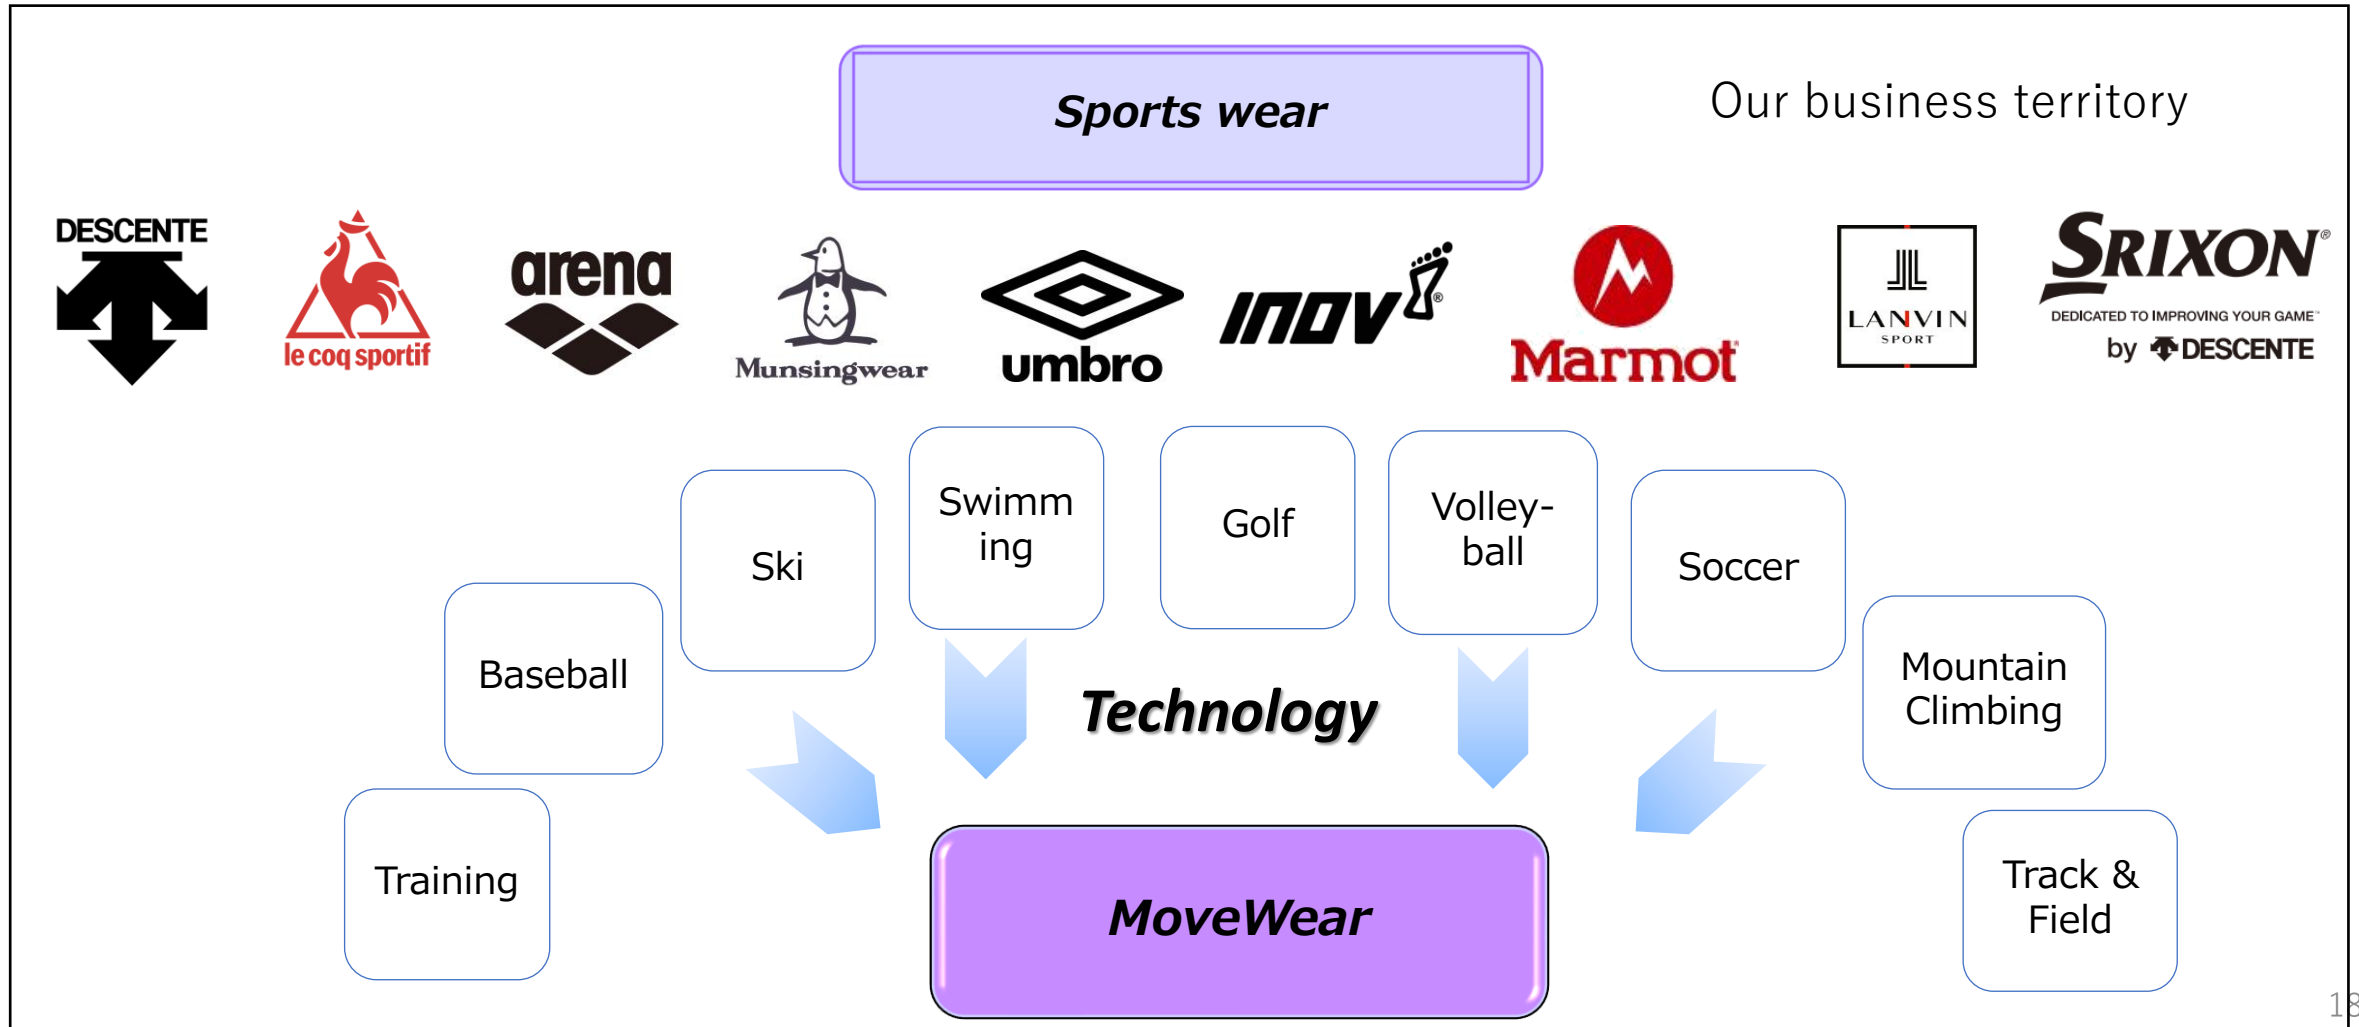 Sports wear
Our business territory
DESCENTE
le coq sportif
arena
Munsingwear
umbro
inov
Marmot
LANVIN
SPORT
SRIXON®
DEDICATED TO IMPROVING YOUR GAME™
by DESCENTE
Swimm
ing
Golf
Volley-
ball
Ski
Soccer
Baseball
Mountain
Climbing
Technology
Training
MoveWear
Track &
Field
18